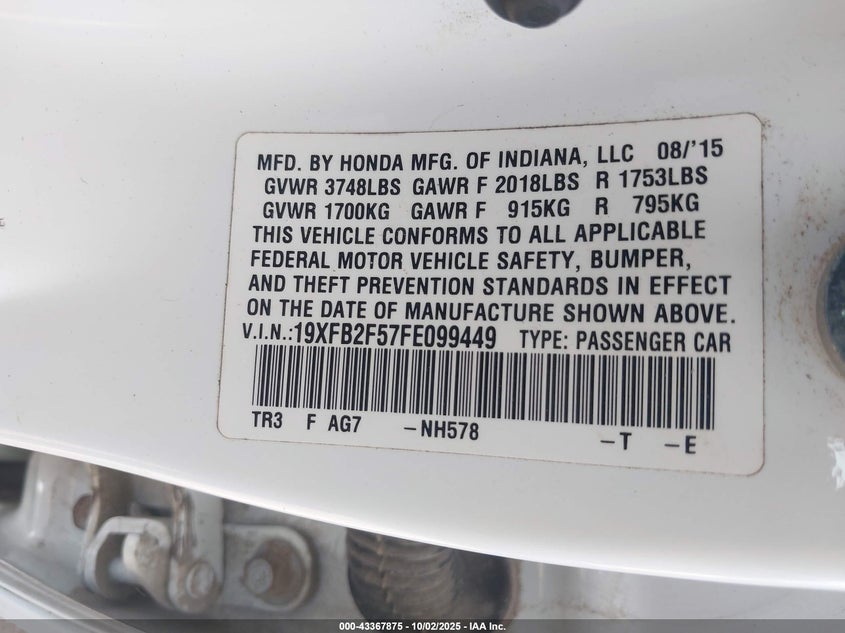 MFD. BY HONDA MFG. OF INDIANA, LLC 08/'15
GVWR 3748LBS GAWR F 2018LBS R 1753LBS
GVWR 1700KG GAWR F 915KG R 795KG
THIS VEHICLE CONFORMS TO ALL APPLICABLE
FEDERAL MOTOR VEHICLE SAFETY, BUMPER,
AND THEFT PREVENTION STANDARDS IN EFFECT
ON THE DATE OF MANUFACTURE SHOWN ABOVE.
V.I.N.:19XFB2F57FE099449 TYPE: PASSENGER CAR
TR3 F AG7 -NH578 -T -E
000-43367875 - 10/02/2025 - IAA Inc.